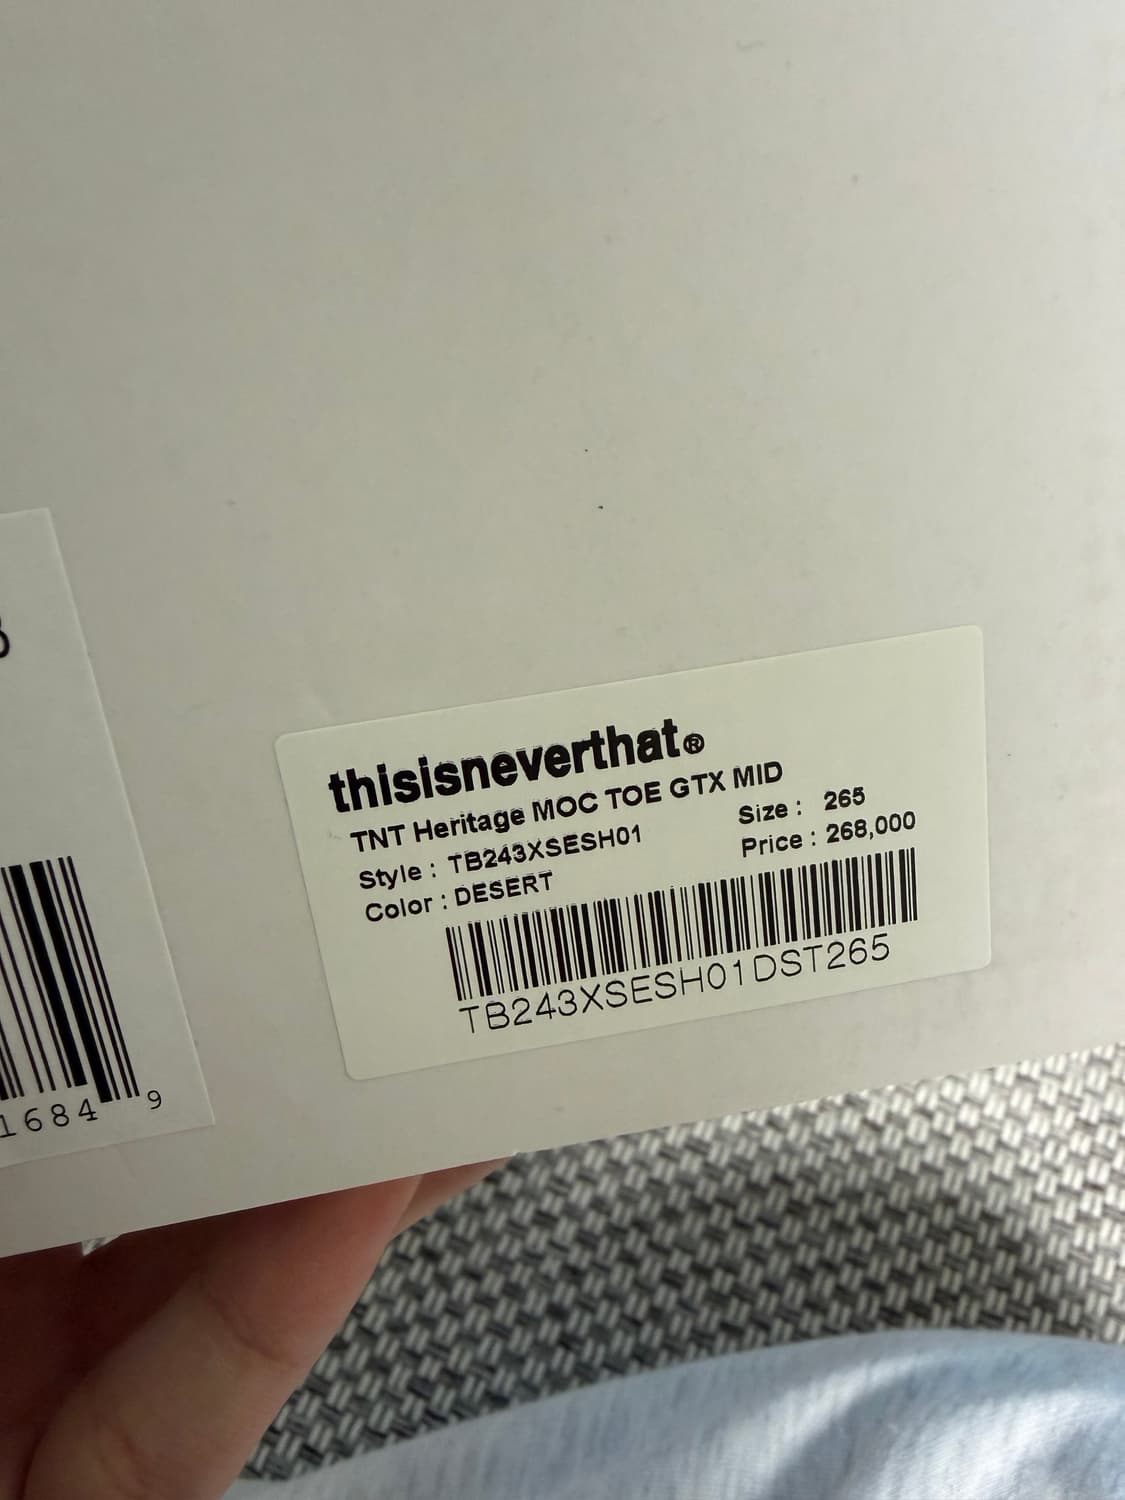 thisisneverthat®
TNT Heritage MOC TOE GTX MID
Style : TB243XSESH01
Size : 265
Color : DESERT
Price : 268,000
TB243XSESH01DST265
1684 9